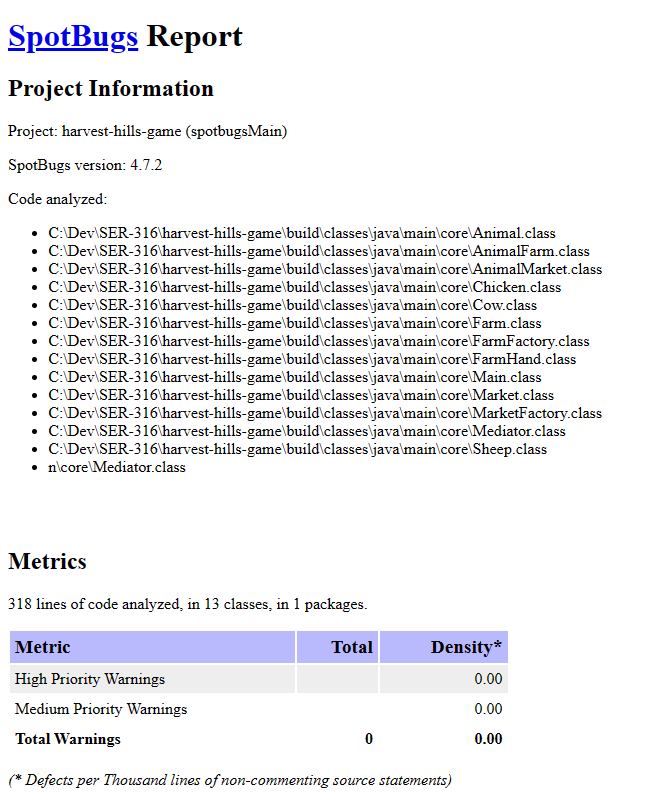 SpotBugs Report
Project Information
Project: harvest-hills-game (spotbugsMain)
SpotBugs version: 4.7.2
Code analyzed:
• C:\Dev\SER-316\harvest-hills-game\build\classes\java\main\core\Animal.class
• C:\Dev\SER-316\harvest-hills-game\build\classes\java\main\core\AnimalFarm.class
• C:\Dev\SER-316\harvest-hills-game\build\classes\java\main\core\AnimalMarket.class
• C:\Dev\SER-316\harvest-hills-game\build\classes\java\main\core\Chicken.class
• C:\Dev\SER-316\harvest-hills-game\build\classes\java\main\core\Cow.class
• C:\Dev\SER-316\harvest-hills-game\build\classes\java\main\core\Farm.class
• C:\Dev\SER-316\harvest-hills-game\build\classes\java\main\core\FarmFactory.class
• C:\Dev\SER-316\harvest-hills-game\build\classes\java\main\core\FarmHand.class
• C:\Dev\SER-316\harvest-hills-game\build\classes\java\main\core\Main.class
• C:\Dev\SER-316\harvest-hills-game\build\classes\java\main\core\Market.class
• C:\Dev\SER-316\harvest-hills-game\build\classes\java\main\core\MarketFactory.class
• C:\Dev\SER-316\harvest-hills-game\build\classes\java\main\core\Mediator.class
• C:\Dev\SER-316\harvest-hills-game\build\classes\java\main\core\Sheep.class
• n\core\Mediator.class
Metrics
318 lines of code analyzed, in 13 classes, in 1 packages.
Metric Total Density*
High Priority Warnings 0.00
Medium Priority Warnings 0.00
Total Warnings 0 0.00
(* Defects per Thousand lines of non-commenting source statements)